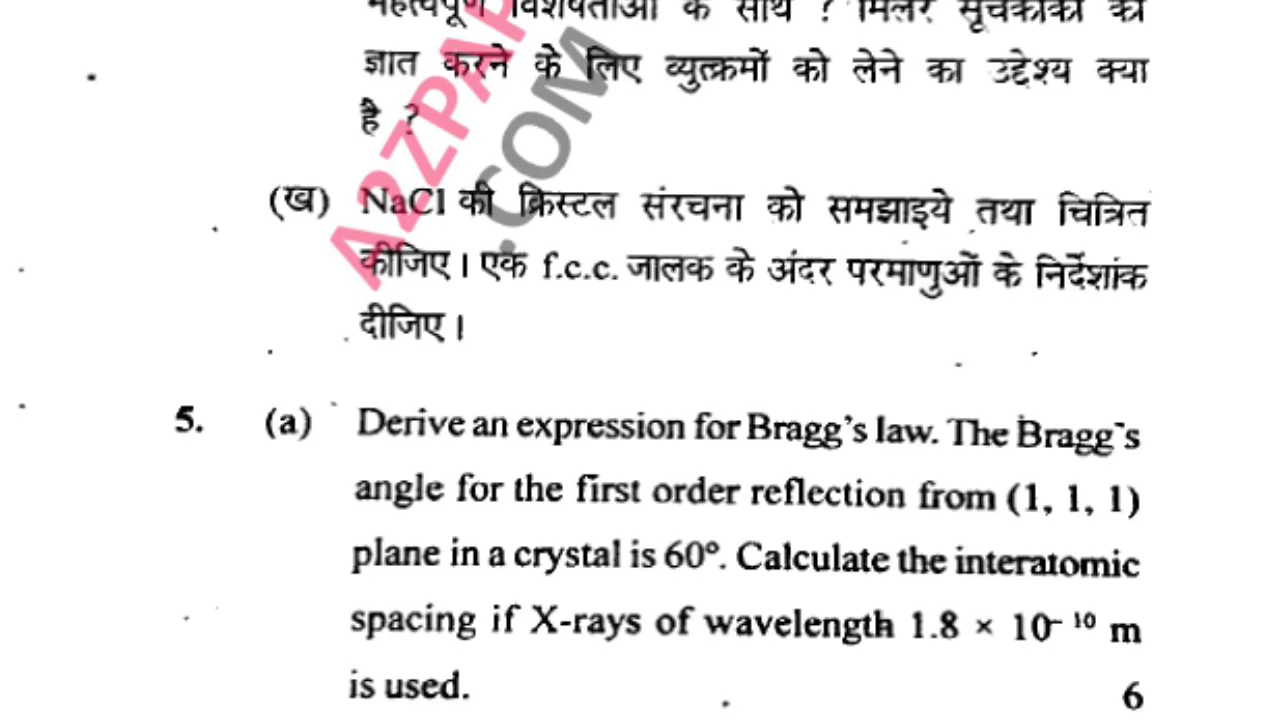 महत्वपूर्ण विशेषताओं के साथ ? मिलर सूचकांकों को
ज्ञात करने के लिए व्युत्क्रमों को लेने का उद्देश्य क्या
है ?
(ख) NaCl की क्रिस्टल संरचना को समझाइये तथा चित्रित
कीजिए। एक f.c.c. जालक के अंदर परमाणुओं के निर्देशांक
दीजिए।
A2ZPAP
.COM
5. (a) Derive an expression for Bragg's law. The Bragg's
angle for the first order reflection from (1, 1, 1)
plane in a crystal is 60°. Calculate the interatomic
spacing if X-rays of wavelength 1.8 × 10⁻¹⁰ m
is used. 6